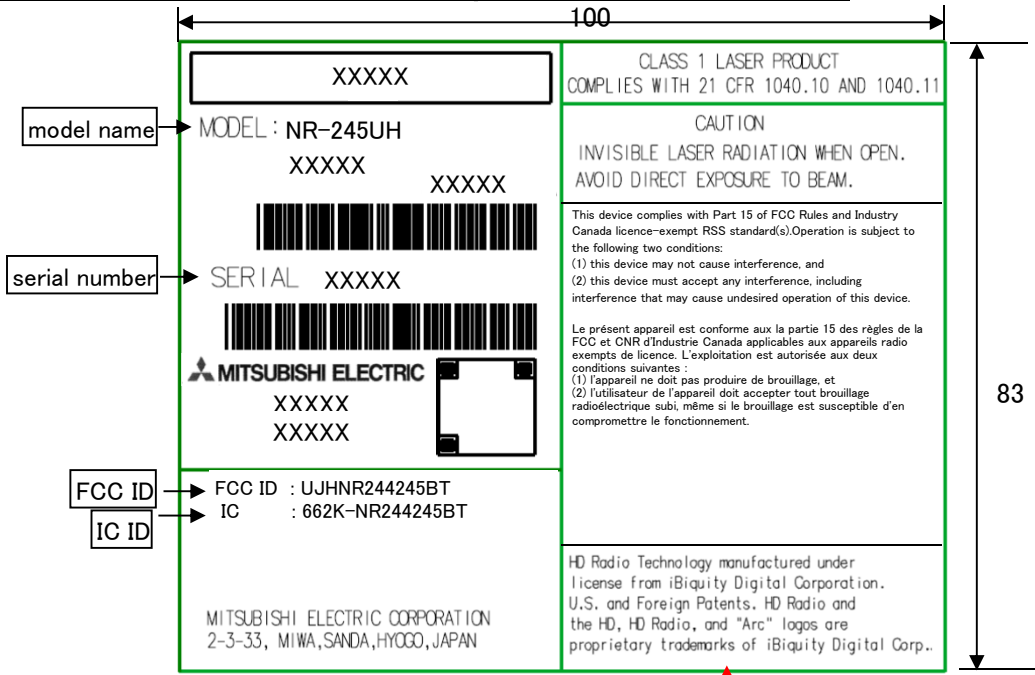 100
XXXXX
model name
MODEL: NR-245UH
XXXXX
XXXXX
serial number
SERIAL XXXXX
MITSUBISHI ELECTRIC
XXXXX
XXXXX
FCC ID
FCC ID : UJHNR244245BT
IC ID
IC : 662K-NR244245BT
MITSUBISHI ELECTRIC CORPORATION
2-3-33, MIWA,SANDA,HYOGO,JAPAN
CLASS 1 LASER PRODUCT
COMPLIES WITH 21 CFR 1040.10 AND 1040.11
CAUTION
INVISIBLE LASER RADIATION WHEN OPEN.
AVOID DIRECT EXPOSURE TO BEAM.
This device complies with Part 15 of FCC Rules and Industry
Canada licence-exempt RSS standard(s).Operation is subject to
the following two conditions:
(1) this device may not cause interference, and
(2) this device must accept any interference, including
interference that may cause undesired operation of this device.
Le présent appareil est conforme aux la partie 15 des règles de la
FCC et CNR d'Industrie Canada applicables aux appareils radio
exempts de licence. L'exploitation est autorisée aux deux
conditions suivantes :
(1) l'appareil ne doit pas produire de brouillage, et
(2) l'utilisateur de l'appareil doit accepter tout brouillage
radioélectrique subi, même si le brouillage est susceptible d'en
compromettre le fonctionnement.
HD Radio Technology manufactured under
license from iBiquity Digital Corporation.
U.S. and Foreign Patents. HD Radio and
the HD, HD Radio, and "Arc" logos are
proprietary trademarks of iBiquity Digital Corp..
83